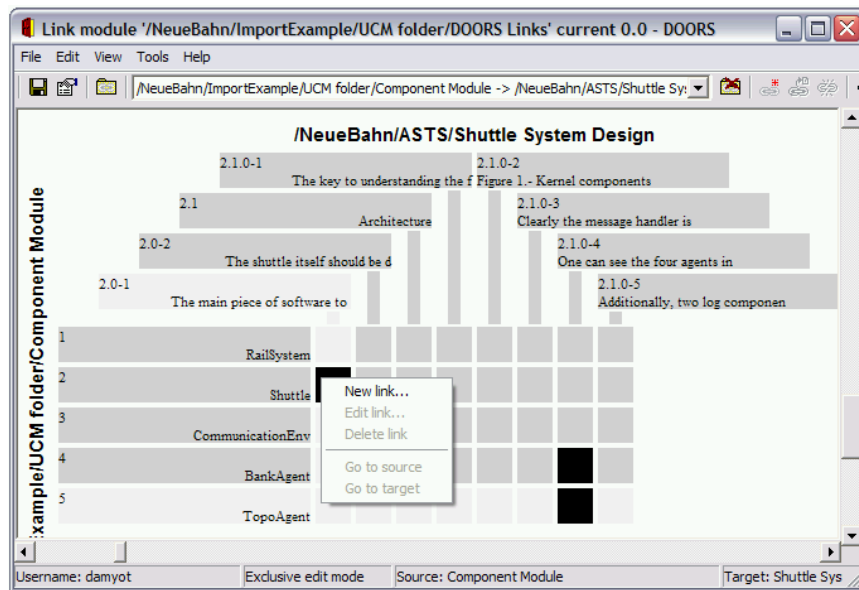 Link module '/NeueBahn/ImportExample/UCM folder/DOORS Links' current 0.0 - DOORS
File Edit View Tools Help
/NeueBahn/ImportExample/UCM folder/Component Module -> /NeueBahn/ASTS/Shuttle Sy
/NeueBahn/ASTS/Shuttle System Design
2.1.0-1
The key to understanding the f
2.1.0-2
Figure 1.- Kernel components
2.1
Architecture
2.1.0-3
Clearly the message handler is
2.0-2
The shuttle itself should be d
2.1.0-4
One can see the four agents in
2.0-1
The main piece of software to
2.1.0-5
Additionally, two log componen
xample/UCM folder/Component Module
1
RailSystem
2
Shuttle
3
CommunicationEnv
4
BankAgent
5
TopoAgent
New link...
Edit link...
Delete link
Go to source
Go to target
Username: damyot
Exclusive edit mode
Source: Component Module
Target: Shuttle Sys